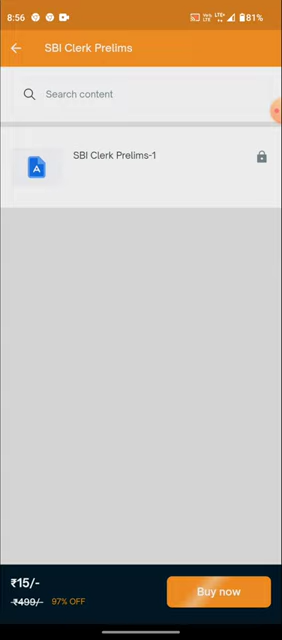 8:56
81%
SBI Clerk Prelims
Search content
SBI Clerk Prelims-1
A
₹15/-
₹499/- 97% OFF
Buy now